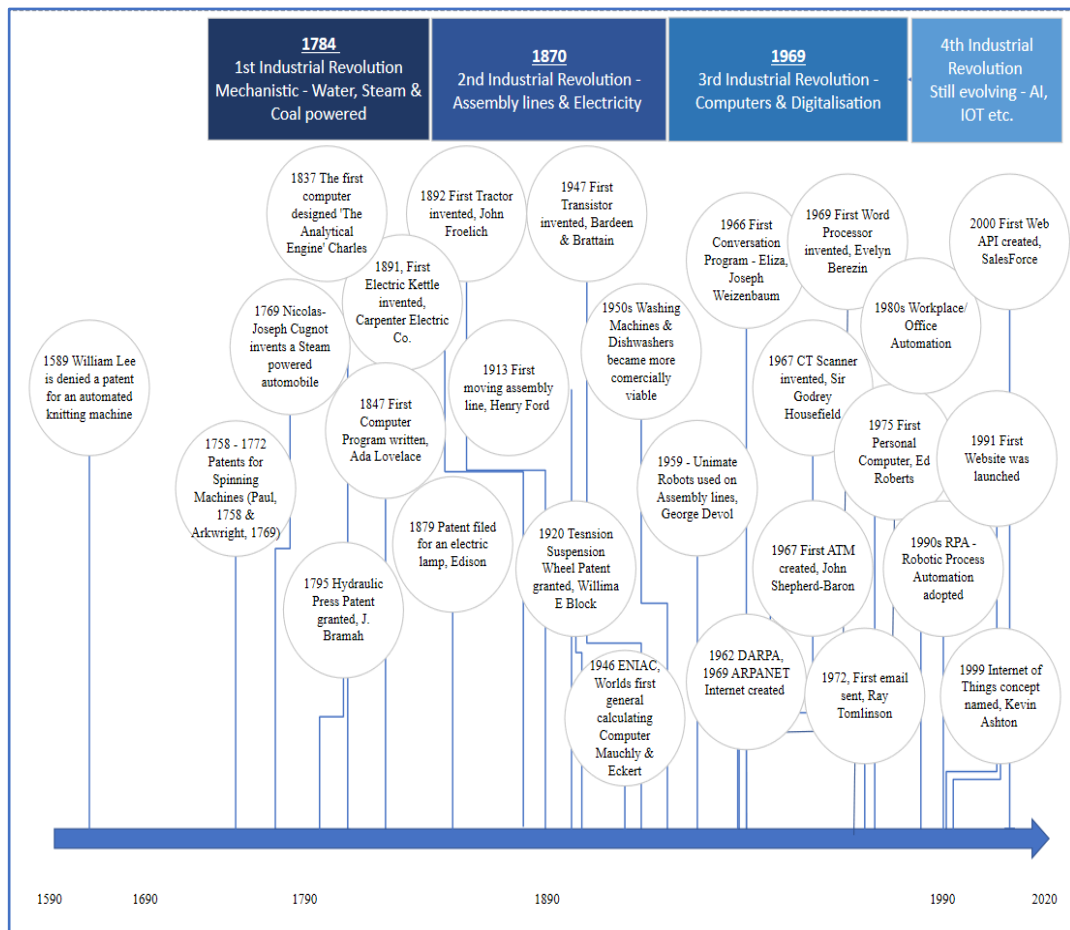 1784
1st Industrial Revolution
Mechanistic - Water, Steam &
Coal powered
1870
2nd Industrial Revolution -
Assembly lines & Electricity
1969
3rd Industrial Revolution -
Computers & Digitalisation
4th Industrial
Revolution
Still evolving - AI,
IOT etc.
1837 The first
computer
designed 'The
Analytical
Engine' Charles
1892 First Tractor
invented, John
Froelich
1947 First
Transistor
invented, Bardeen
& Brattain
1966 First
Conversation
Program - Eliza,
Joseph
Weizenbaum
1969 First Word
Processor
invented, Evelyn
Berezin
2000 First Web
API created,
SalesForce
1891, First
Electric Kettle
invented,
Carpenter Electric
Co.
1769 Nicolas-
Joseph Cugnot
invents a Steam
powered
automobile
1950s Washing
Machines &
Dishwashers
became more
comercially
viable
1980s Workplace/
Office
Automation
1589 William Lee
is denied a patent
for an automated
knitting machine
1913 First
moving assembly
line, Henry Ford
1967 CT Scanner
invented, Sir
Godrey
Housefield
1847 First
Computer
Program written,
Ada Lovelace
1975 First
Personal
Computer, Ed
Roberts
1991 First
Website was
launched
1758 - 1772
Patents for
Spinning
Machines (Paul,
1758 &
Arkwright, 1769)
1959 - Unimate
Robots used on
Assembly lines,
George Devol
1879 Patent filed
for an electric
lamp, Edison
1920 Tesnsion
Suspension
Wheel Patent
granted, Willima
E Block
1967 First ATM
created, John
Shepherd-Baron
1990s RPA -
Robotic Process
Automation
adopted
1795 Hydraulic
Press Patent
granted, J.
Bramah
1946 ENIAC,
Worlds first
general
calculating
Computer
Mauchly &
Eckert
1962 DARPA,
1969 ARPANET
Internet created
1972, First email
sent, Ray
Tomlinson
1999 Internet of
Things concept
named, Kevin
Ashton
1590
1690
1790
1890
1990
2020